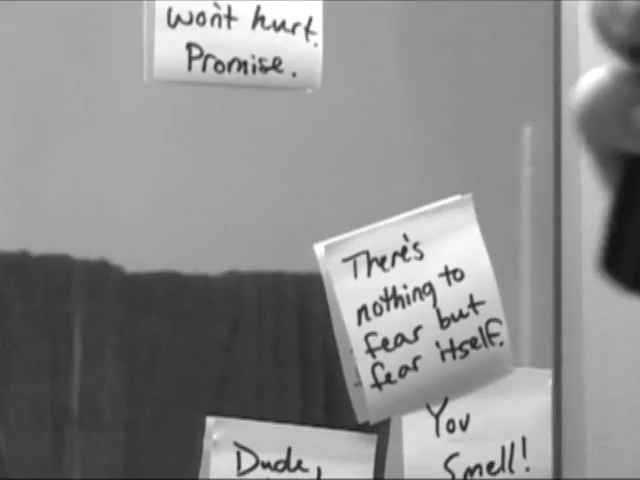 won't hurt.
Promise.
There's
nothing to
fear but
fear itself.
You
Smell!
Dude,